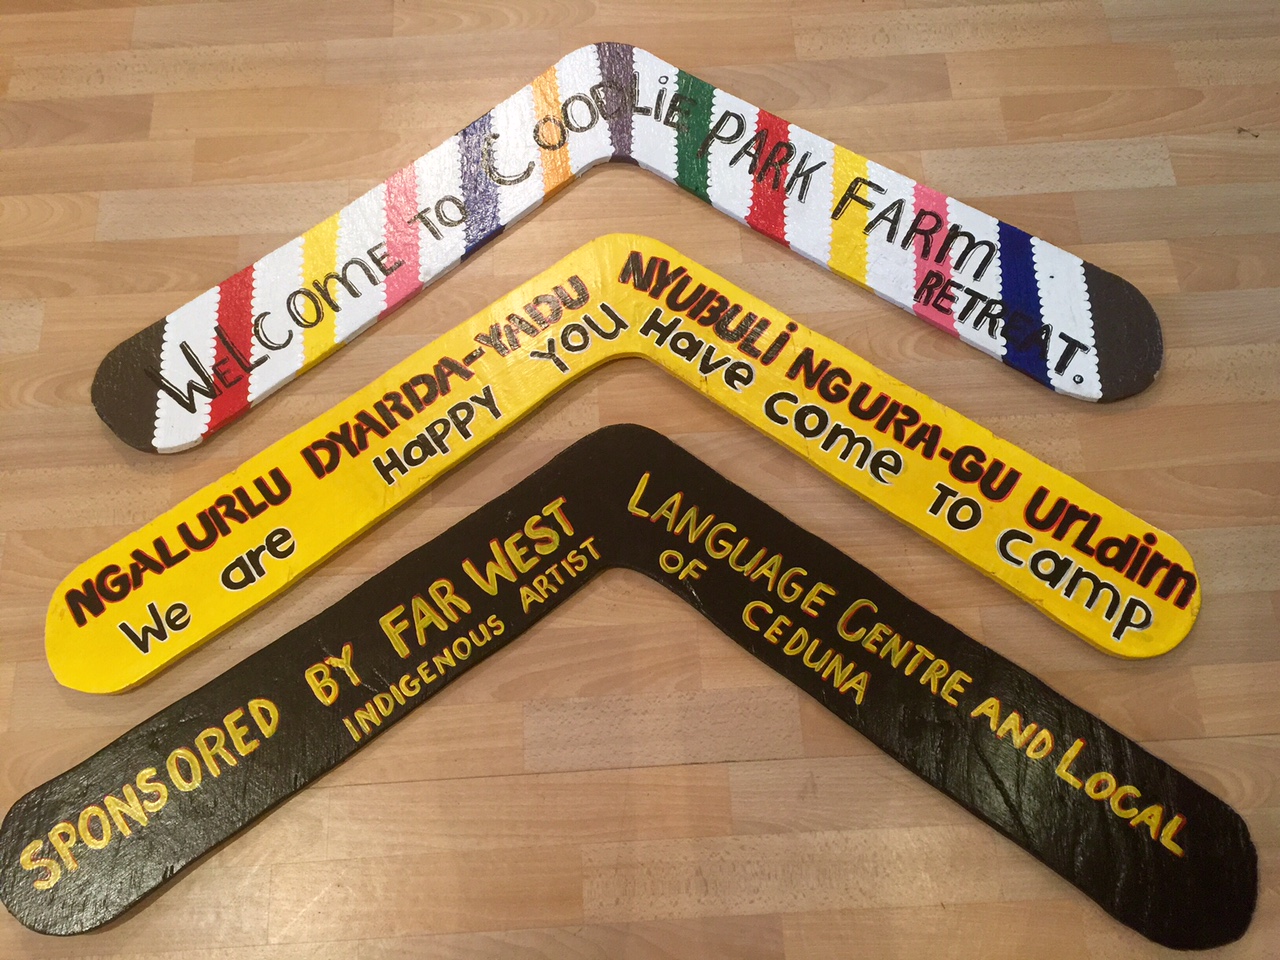 WELCOME TO COODLIE PARK FARM
RETREAT.
NGALURLU DYARDA-YADU NYUBULI NGURA-GU URLdirn
We are HaPPY YOU Have COMe TO CamP
SPONSORED BY FAR WEST LANGUAGE CENTRE AND LOCAL
INDIGENOUS ARTIST OF CEDUNA